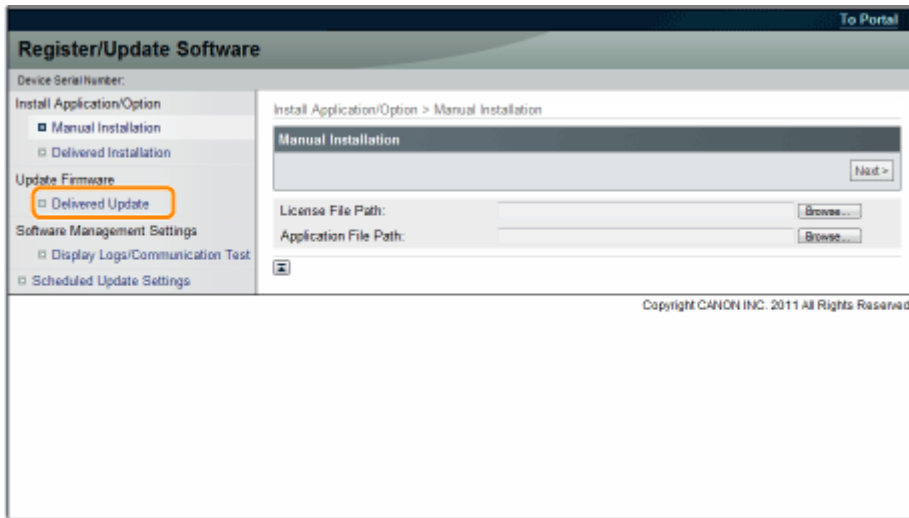 To Portal
Register/Update Software
Device Serial Number:
Install Application/Option
Manual Installation
Delivered Installation
Update Firmware
Delivered Update
Software Management Settings
Display Logs/Communication Test
Scheduled Update Settings
Install Application/Option > Manual Installation
Manual Installation
Next >
License File Path:
Browse...
Application File Path:
Browse...
Copyright CANON INC. 2011 All Rights Reserved